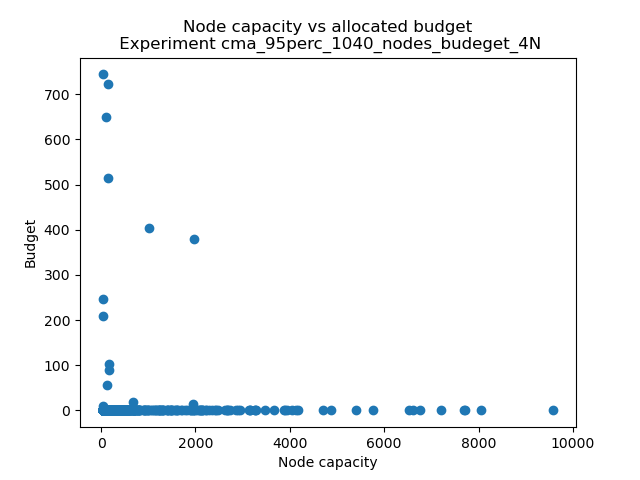 Node capacity vs allocated budget
Experiment cma_95perc_1040_nodes_budeget_4N
700
600
500
400
300
200
100
0
Budget
0 2000 4000 6000 8000 10000
Node capacity